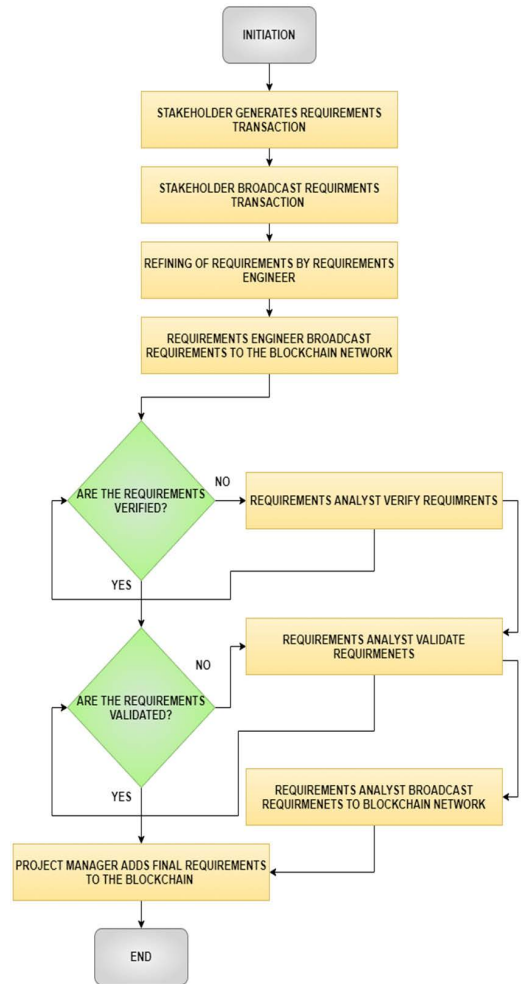 INITIATION
STAKEHOLDER GENERATES REQUIREMENTS
TRANSACTION
STAKEHOLDER BROADCAST REQUIRMENTS
TRANSACTION
REFINING OF REQUIREMENTS BY REQUIREMENTS
ENGINEER
REQUIREMENTS ENGINEER BROADCAST
REQUIREMENTS TO THE BLOCKCHAIN NETWORK
ARE THE REQUIREMENTS
VERIFIED?
NO
REQUIREMENTS ANALYST VERIFY REQUIMRENTS
YES
ARE THE REQUIREMENTS
VALIDATED?
NO
REQUIREMENTS ANALYST VALIDATE
REQUIRMENETS
YES
REQUIREMENTS ANALYST BROADCAST
REQUIRMENETS TO BLOCKCHAIN NETWORK
PROJECT MANAGER ADDS FINAL REQUIREMENTS
TO THE BLOCKCHAIN
END